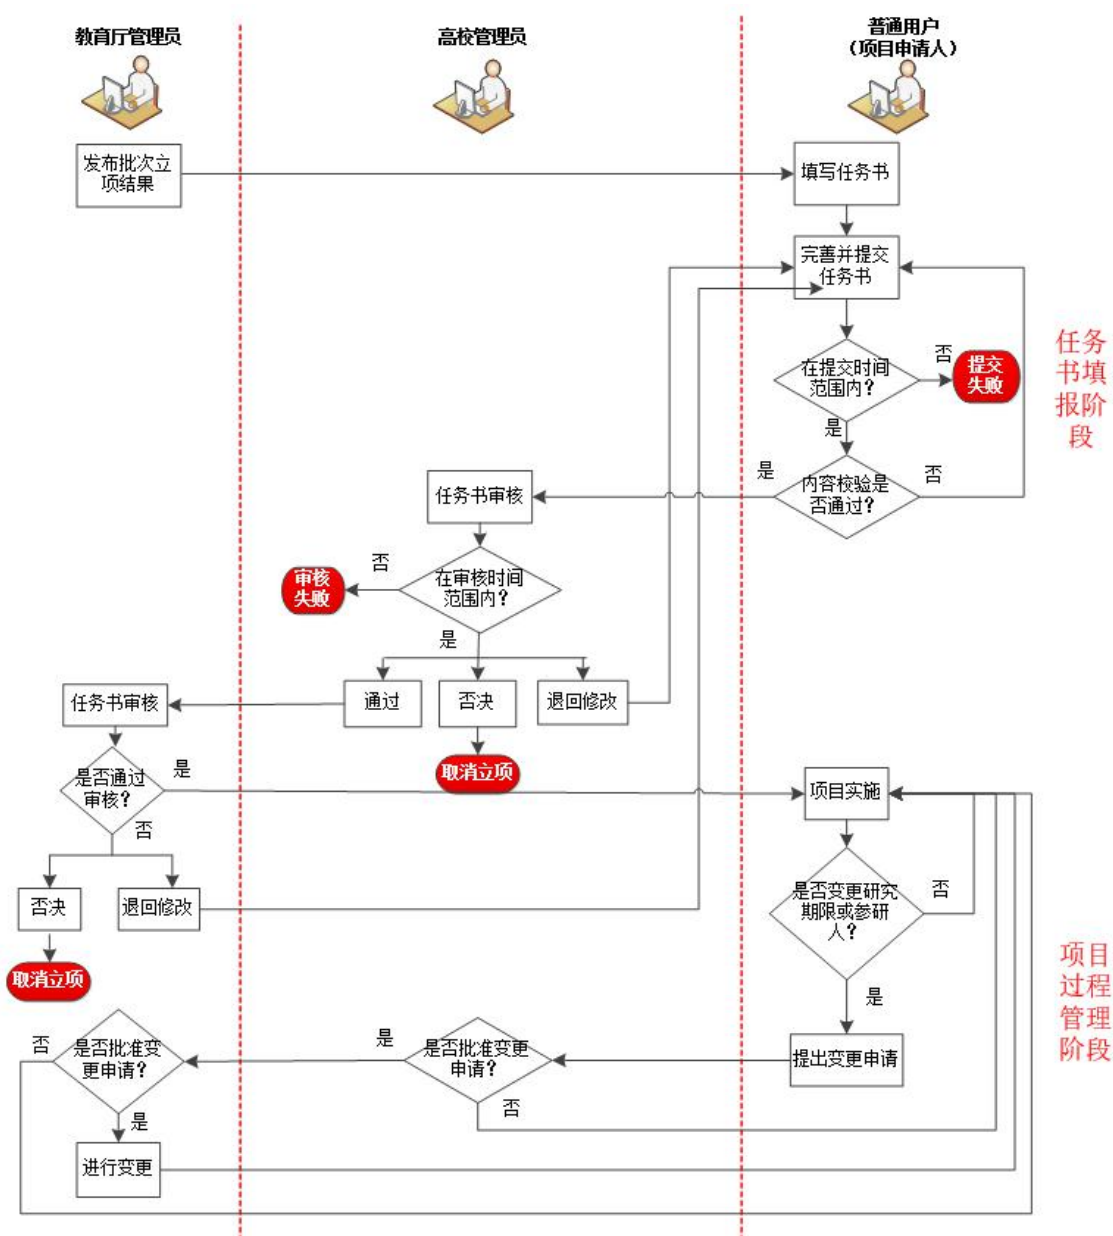 教育厅管理员
高校管理员
普通用户
（项目申请人）
发布批次立
项结果
填写任务书
完善并提交
任务书
在提交时间
范围内？
否
提交
失败
是
内容校验是
否通过？
是
否
任务
书填
报阶
段
任务书审核
在审核时间
范围内？
否
审核
失败
是
通过
否决
退回修改
取消立项
任务书审核
是否通过
审核？
是
否
否决
退回修改
取消立项
项目实施
是否变更研究
期限或参研
人？
否
是
提出变更申请
项目
过程
管理
阶段
是否批准变更
申请？
是
否
是否批准变
更申请？
否
是
进行变更